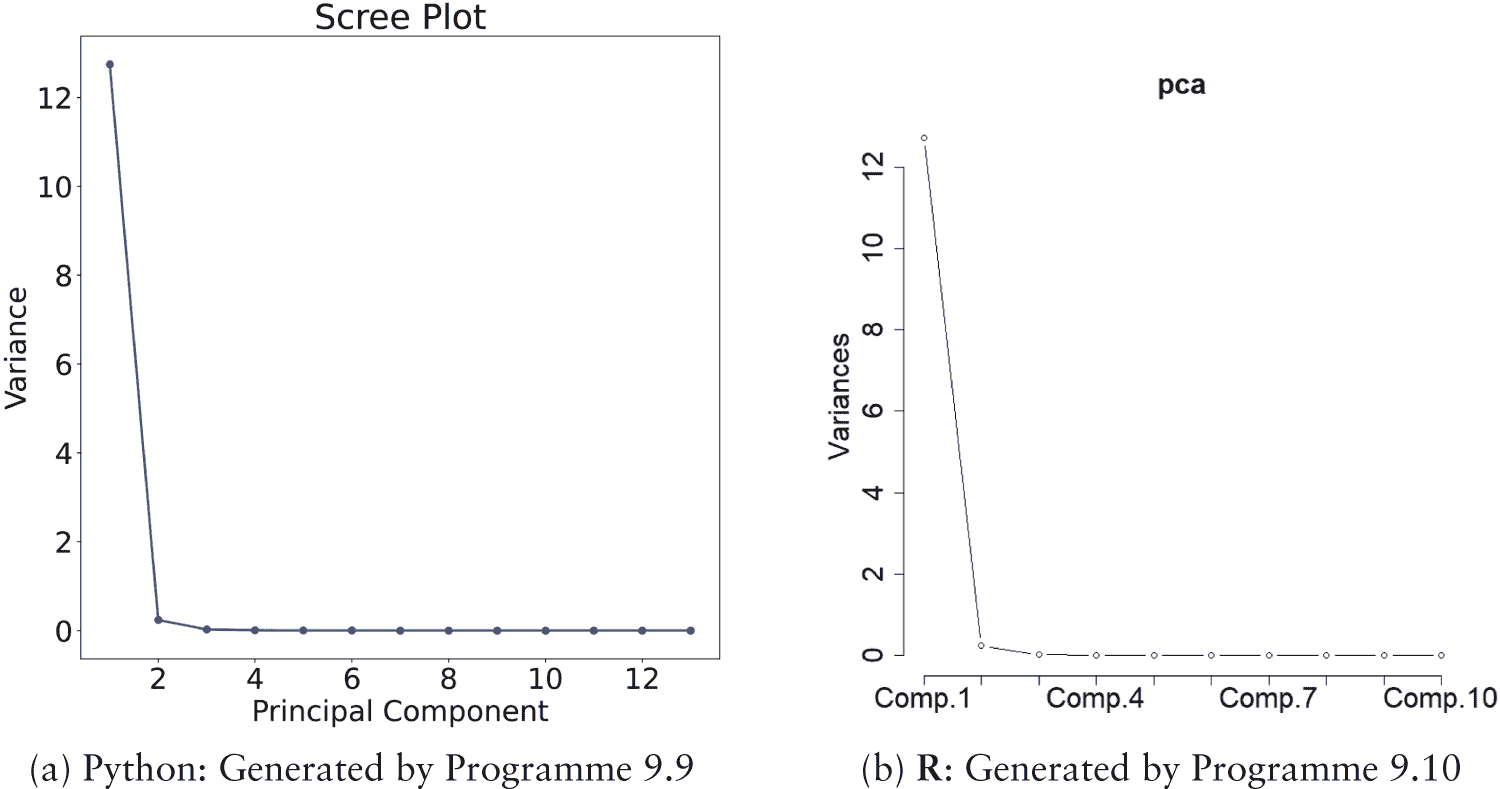 Scree Plot
Variance
12
10
8
6
4
2
0
2 4 6 8 10 12
Principal Component
(a) Python: Generated by Programme 9.9
pca
Variances
12
10
8
6
4
2
0
Comp.1 Comp.4 Comp.7 Comp.10
(b) R: Generated by Programme 9.10